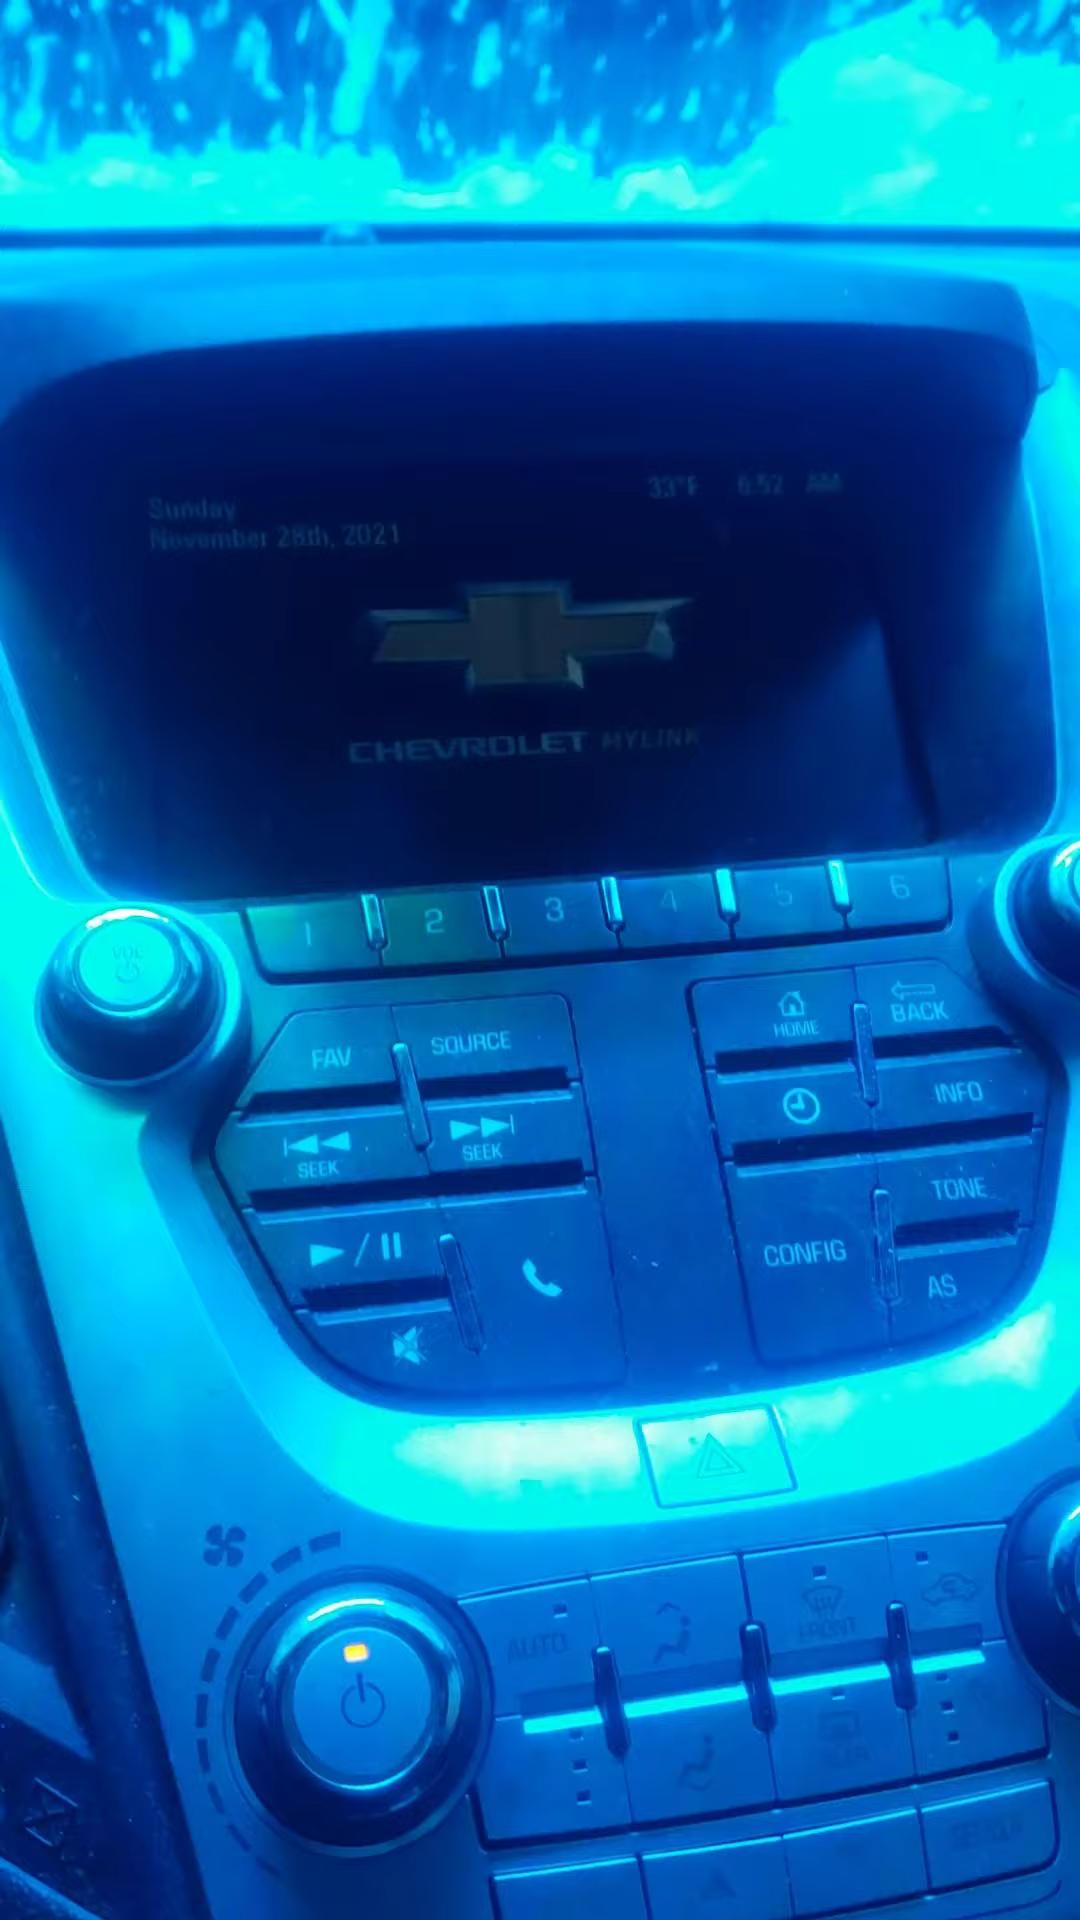 Sunday
November 28th, 2021
33°F 6:52 AM
CHEVROLET MYLINK
1 2 3 4 5 6
VOL
FAV SOURCE
SEEK SEEK
HOME BACK
INFO
TONE
CONFIG
AS
AUTO
FRONT